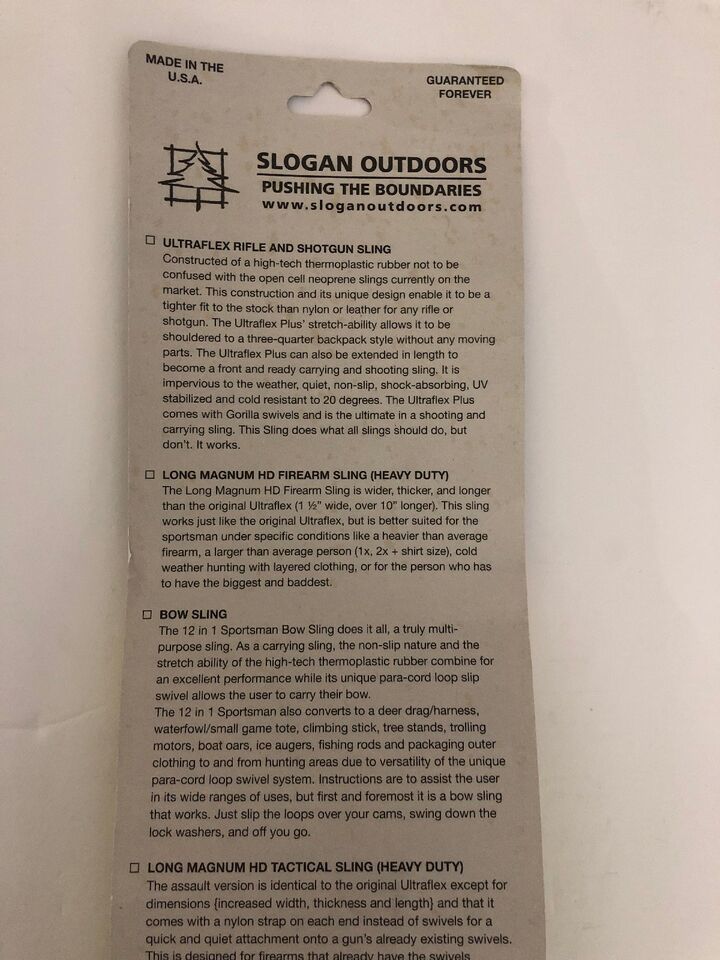 MADE IN THE
U.S.A.
GUARANTEED
FOREVER
SLOGAN OUTDOORS
PUSHING THE BOUNDARIES
www.sloganoutdoors.com
☐ ULTRAFLEX RIFLE AND SHOTGUN SLING
Constructed of a high-tech thermoplastic rubber not to be
confused with the open cell neoprene slings currently on the
market. This construction and its unique design enable it to be a
tighter fit to the stock than nylon or leather for any rifle or
shotgun. The Ultraflex Plus' stretch-ability allows it to be
shouldered to a three-quarter backpack style without any moving
parts. The Ultraflex Plus can also be extended in length to
become a front and ready carrying and shooting sling. It is
impervious to the weather, quiet, non-slip, shock-absorbing, UV
stabilized and cold resistant to 20 degrees. The Ultraflex Plus
comes with Gorilla swivels and is the ultimate in a shooting and
carrying sling. This Sling does what all slings should do, but
don't. It works.
☐ LONG MAGNUM HD FIREARM SLING (HEAVY DUTY)
The Long Magnum HD Firearm Sling is wider, thicker, and longer
than the original Ultraflex (1 ½" wide, over 10" longer). This sling
works just like the original Ultraflex, but is better suited for the
sportsman under specific conditions like a heavier than average
firearm, a larger than average person (1x, 2x + shirt size), cold
weather hunting with layered clothing, or for the person who has
to have the biggest and baddest.
☐ BOW SLING
The 12 in 1 Sportsman Bow Sling does it all, a truly multi-
purpose sling. As a carrying sling, the non-slip nature and the
stretch ability of the high-tech thermoplastic rubber combine for
an excellent performance while its unique para-cord loop slip
swivel allows the user to carry their bow.
The 12 in 1 Sportsman also converts to a deer drag/harness,
waterfowl/small game tote, climbing stick, tree stands, trolling
motors, boat oars, ice augers, fishing rods and packaging outer
clothing to and from hunting areas due to versatility of the unique
para-cord loop swivel system. Instructions are to assist the user
in its wide ranges of uses, but first and foremost it is a bow sling
that works. Just slip the loops over your cams, swing down the
lock washers, and off you go.
☐ LONG MAGNUM HD TACTICAL SLING (HEAVY DUTY)
The assault version is identical to the original Ultraflex except for
dimensions {increased width, thickness and length} and that it
comes with a nylon strap on each end instead of swivels for a
quick and quiet attachment onto a gun's already existing swivels.
This is designed for firearms that already have the swivels